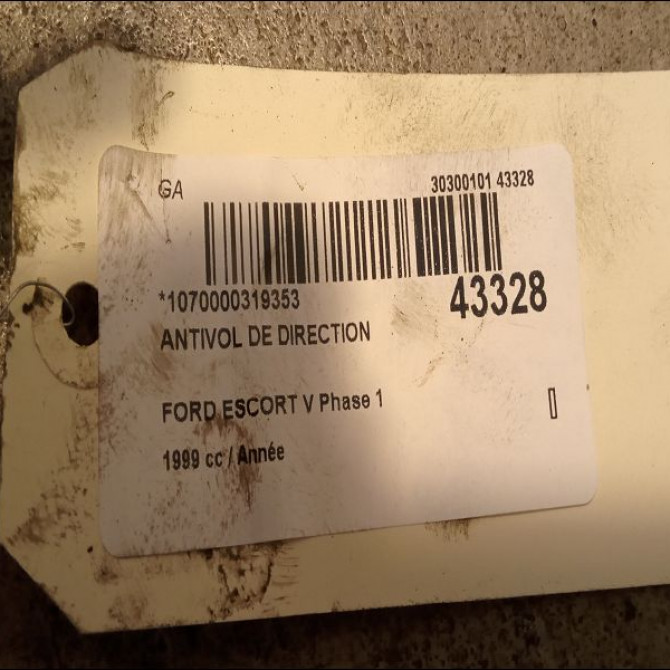 GA
30300101 43328
*1070000319353
43328
ANTIVOL DE DIRECTION
FORD ESCORT V Phase 1
1999 cc / Année